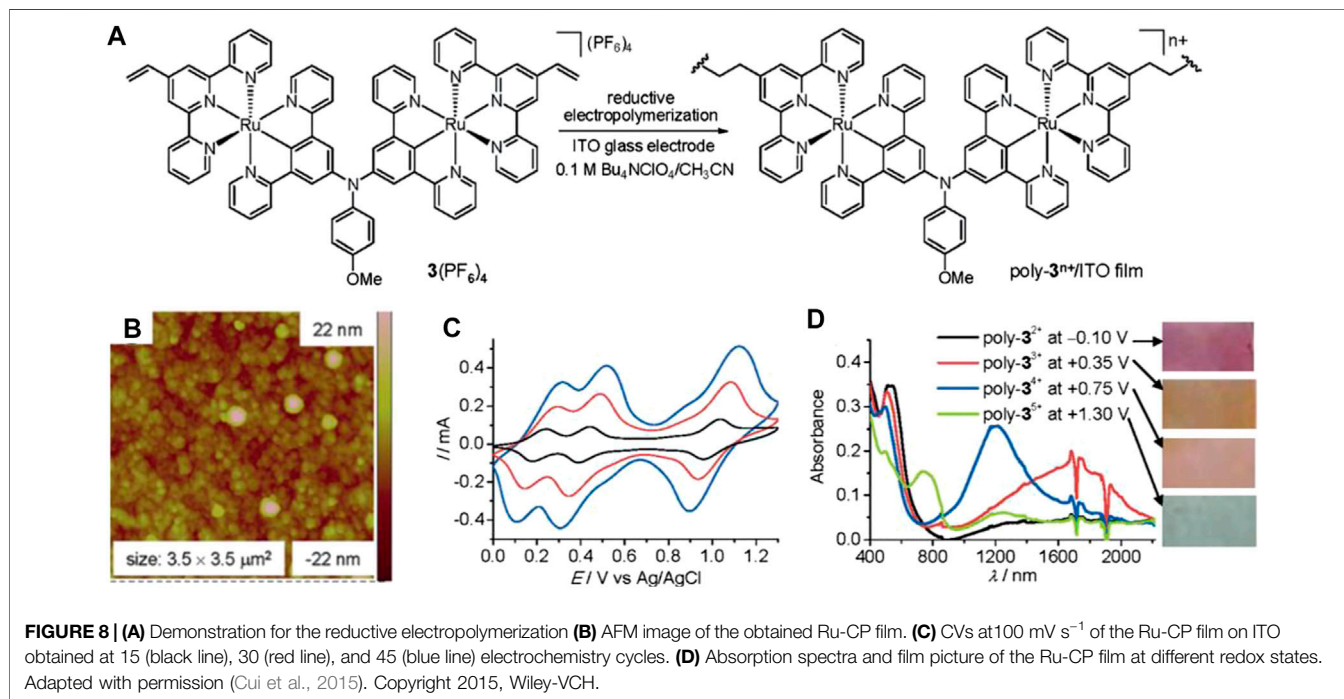 A
(PF6)4
n+
N N N N N N
Ru Ru
N N N N N N
N
OMe
reductive
electropolymerization
ITO glass electrode
0.1 M Bu4NClO4/CH3CN
3(PF6)4
N N N N N N
Ru Ru
N N N N N N
N
OMe
poly-3n+/ITO film
B
22 nm
size: 3.5 × 3.5 µm²
-22 nm
C
I / mA
0.4
0.2
0.0
-0.2
-0.4
0.0 0.2 0.4 0.6 0.8 1.0 1.2
E / V vs Ag/AgCl
D
poly-3²⁺ at −0.10 V
poly-3³⁺ at +0.35 V
poly-3⁴⁺ at +0.75 V
poly-3⁵⁺ at +1.30 V
Absorbance
0.4
0.3
0.2
0.1
0.0
400 800 1200 1600 2000
λ / nm
FIGURE 8 | (A) Demonstration for the reductive electropolymerization (B) AFM image of the obtained Ru-CP film. (C) CVs at100 mV s⁻¹ of the Ru-CP film on ITO
obtained at 15 (black line), 30 (red line), and 45 (blue line) electrochemistry cycles. (D) Absorption spectra and film picture of the Ru-CP film at different redox states.
Adapted with permission (Cui et al., 2015). Copyright 2015, Wiley-VCH.